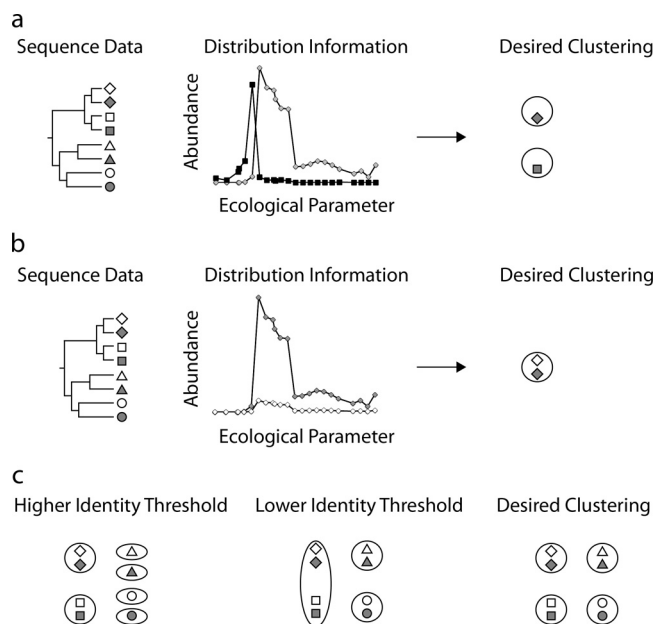 a
Sequence Data
Distribution Information
Desired Clustering
Abundance
Ecological Parameter
b
Sequence Data
Distribution Information
Desired Clustering
Abundance
Ecological Parameter
c
Higher Identity Threshold
Lower Identity Threshold
Desired Clustering